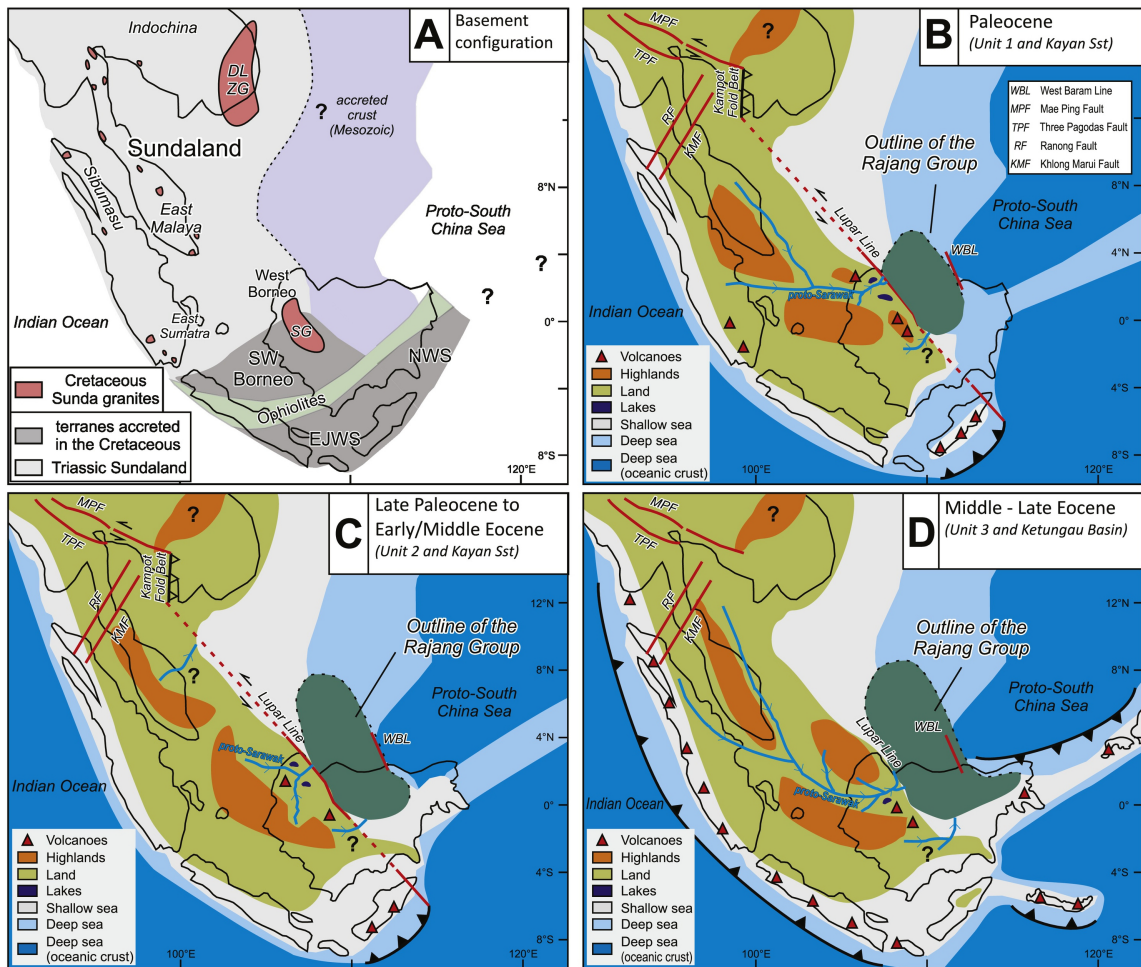 A
Basement
configuration
Indochina
DL
ZG
?
accreted
crust
(Mesozoic)
Sundaland
Sibumasu
East
Malaya
8°N
Proto-South
China Sea
?
?
West
Borneo
SG
Indian Ocean
East
Sumatra
0°
SW
Borneo
NWS
Ophiolites
EJWS
4°S
8°S
120°E
Cretaceous
Sunda granites
terranes accreted
in the Cretaceous
Triassic Sundaland
B
Paleocene
(Unit 1 and Kayan Sst)
WBL West Baram Line
MPF Mae Ping Fault
TPF Three Pagodas Fault
RF Ranong Fault
KMF Khlong Marui Fault
MPF
TPF
?
Kampot
Fold Belt
RF
KMF
Outline of the
Rajang Group
8°N
Proto-South
China Sea
Lupar Line
WBL
4°N
proto-Sarawak
Indian Ocean
0°
?
4°S
8°S
100°E
120°E
Volcanoes
Highlands
Land
Lakes
Shallow sea
Deep sea
Deep sea
(oceanic crust)
C
Late Paleocene to
Early/Middle Eocene
(Unit 2 and Kayan Sst)
MPF
TPF
?
Kampot
Fold Belt
RF
KMF
12°N
Outline of the
Rajang Group
8°N
?
Lupar Line
Proto-South
China Sea
WBL
4°N
proto-Sarawak
Indian Ocean
0°
?
4°S
8°S
100°E
120°E
Volcanoes
Highlands
Land
Lakes
Shallow sea
Deep sea
Deep sea
(oceanic crust)
D
Middle - Late Eocene
(Unit 3 and Ketungau Basin)
MPF
TPF
?
RF
KMF
12°N
Outline of the
Rajang Group
8°N
Proto-South
China Sea
Lupar Line
WBL
4°N
proto-Sarawak
Indian Ocean
0°
?
4°S
8°S
100°E
120°E
Volcanoes
Highlands
Land
Lakes
Shallow sea
Deep sea
Deep sea
(oceanic crust)